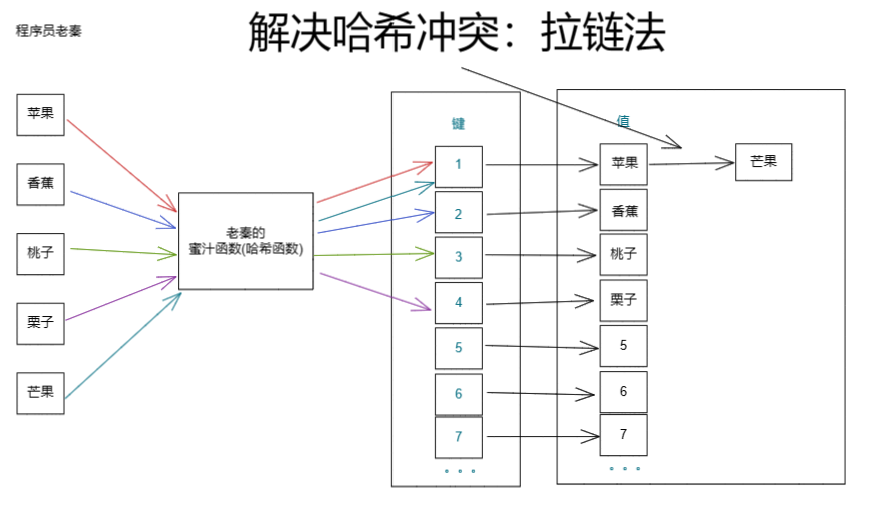 程序员老秦
解决哈希冲突：拉链法
苹果
香蕉
桃子
栗子
芒果
老秦的
蜜汁函数(哈希函数)
键
1
2
3
4
5
6
7
。。。
值
苹果
芒果
香蕉
桃子
栗子
5
6
7
。。。